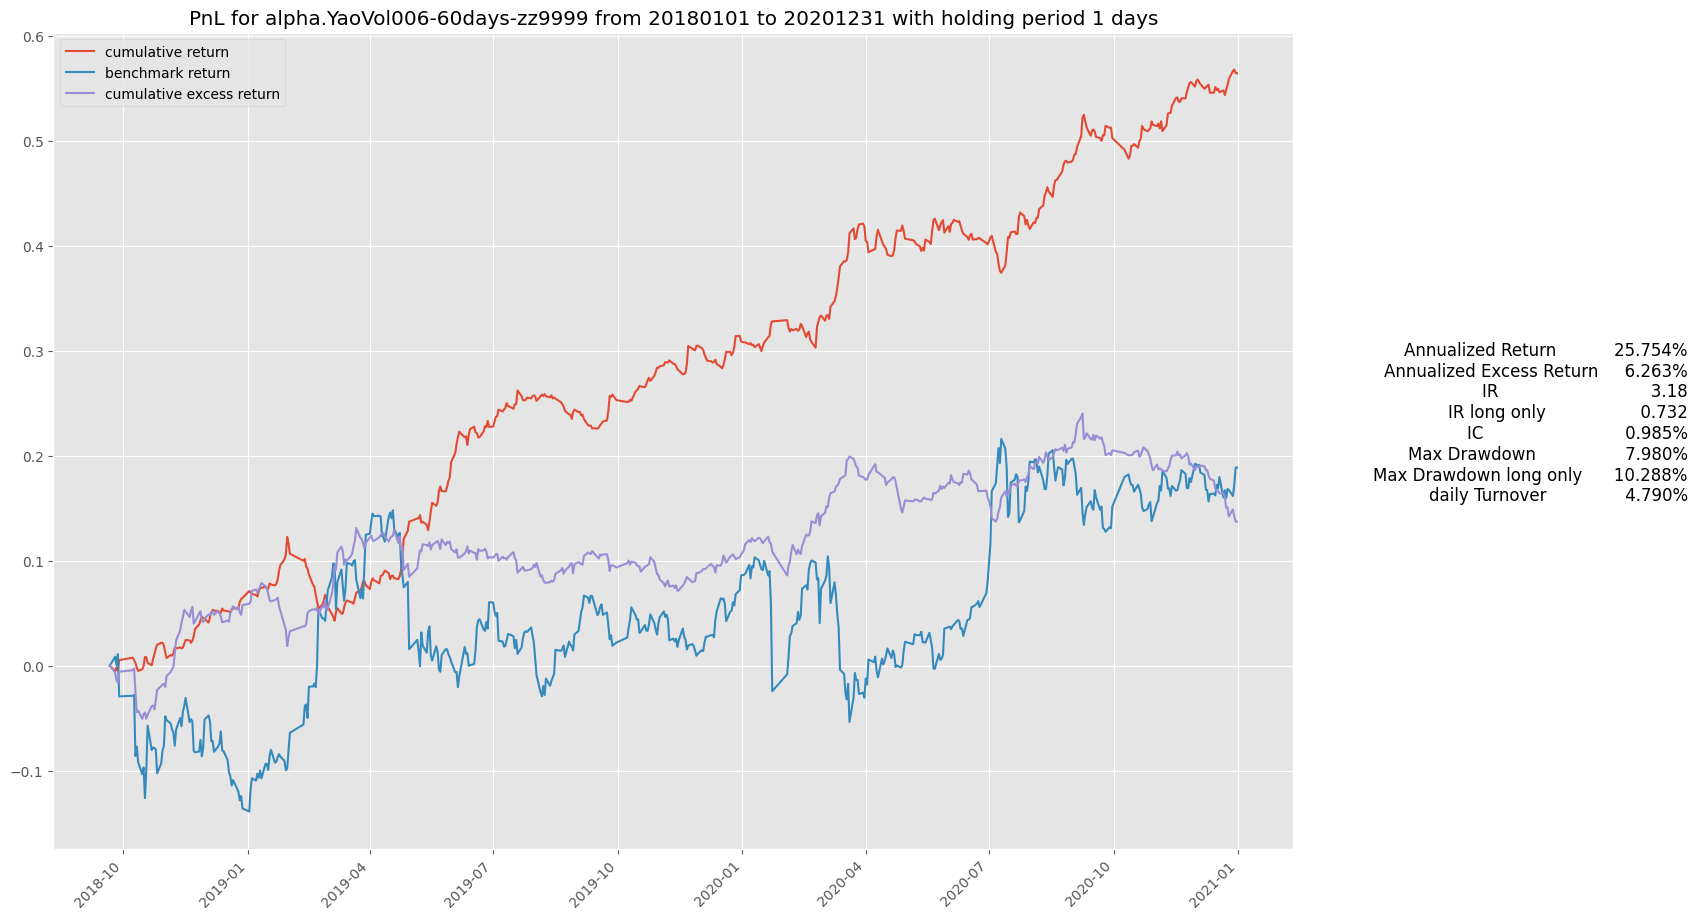 PnL for alpha.YaoVol006-60days-zz9999 from 20180101 to 20201231 with holding period 1 days
cumulative return
benchmark return
cumulative excess return
0.6
0.5
0.4
0.3
0.2
0.1
0.0
−0.1
2018-10
2019-01
2019-04
2019-07
2019-10
2020-01
2020-04
2020-07
2020-10
2021-01
Annualized Return 25.754%
Annualized Excess Return 6.263%
IR 3.18
IR long only 0.732
IC 0.985%
Max Drawdown 7.980%
Max Drawdown long only 10.288%
daily Turnover 4.790%